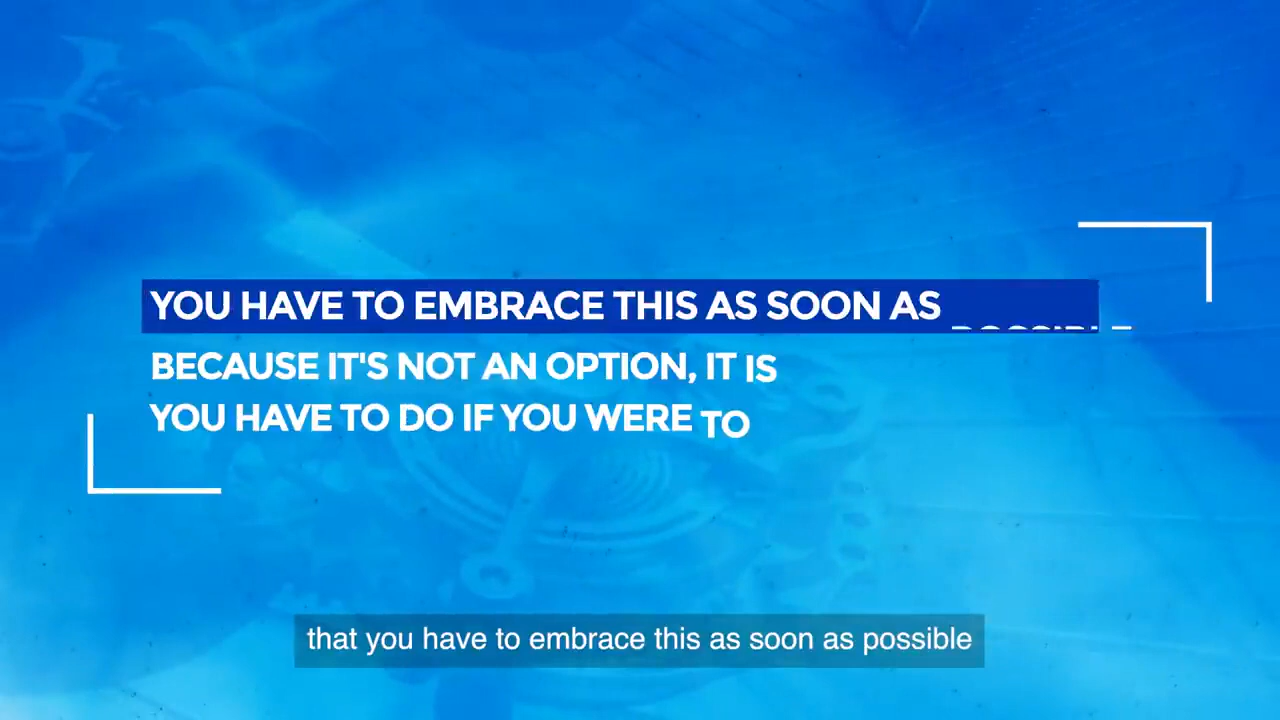 YOU HAVE TO EMBRACE THIS AS SOON AS
BECAUSE IT'S NOT AN OPTION, IT IS
YOU HAVE TO DO IF YOU WERE TO
that you have to embrace this as soon as possible